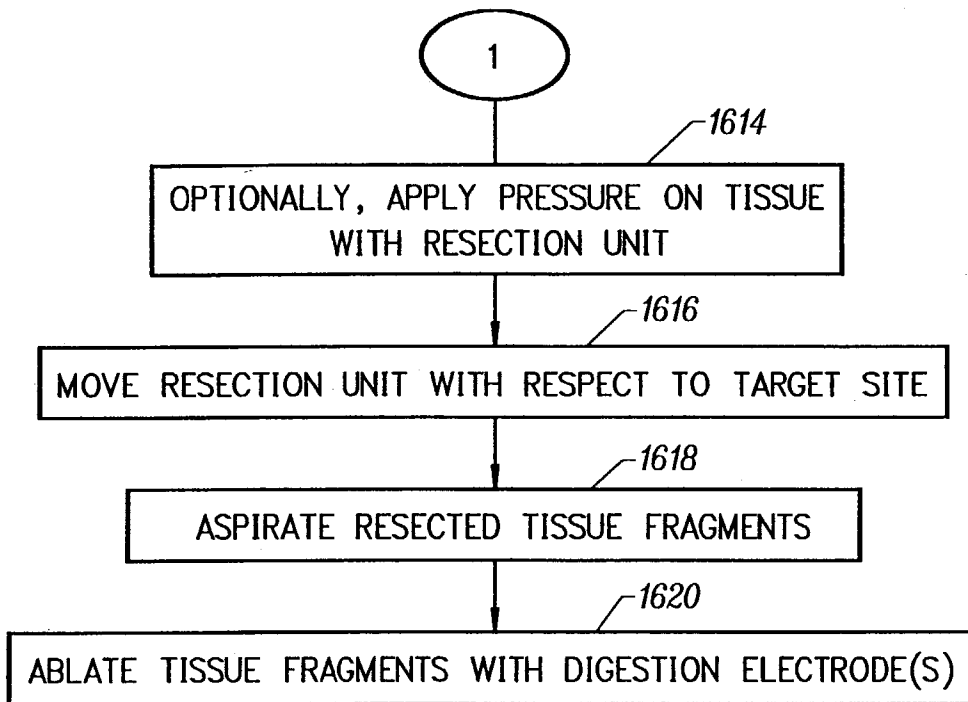 1
1614
OPTIONALLY, APPLY PRESSURE ON TISSUE
WITH RESECTION UNIT
1616
MOVE RESECTION UNIT WITH RESPECT TO TARGET SITE
1618
ASPIRATE RESECTED TISSUE FRAGMENTS
1620
ABLATE TISSUE FRAGMENTS WITH DIGESTION ELECTRODE(S)